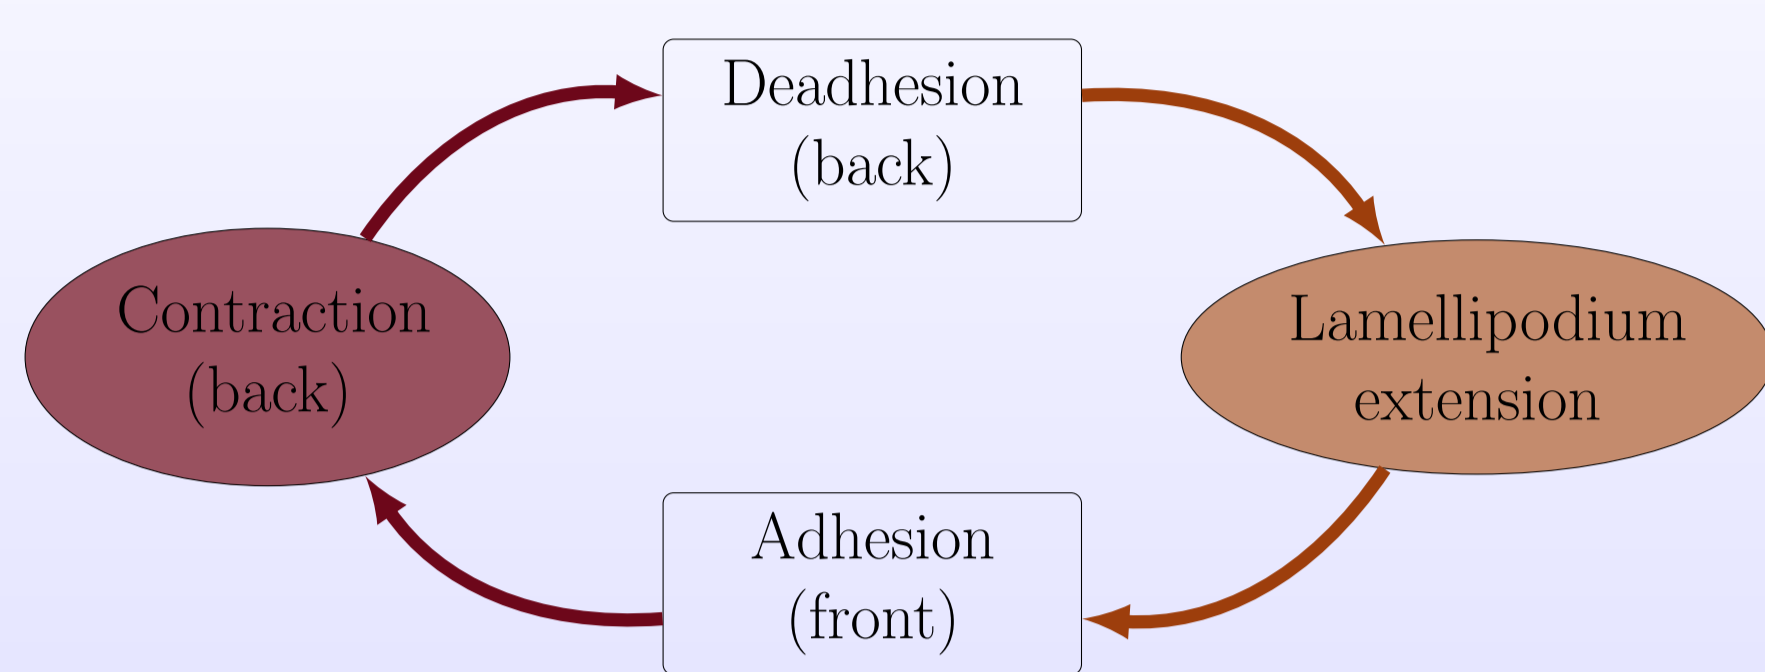 Deadhesion
(back)
Contraction
(back)
Lamellipodium
extension
Adhesion
(front)